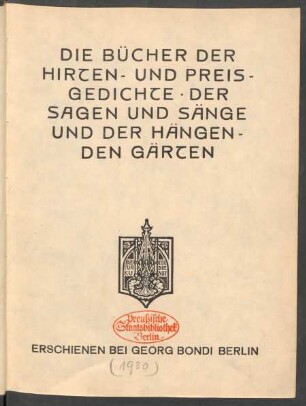 DIE BÜCHER DER
HIRTEN- UND PREIS-
GEDICHTE · DER
SAGEN UND SÄNGE
UND DER HÄNGEN-
DEN GÄRTEN
Preußische
Staatsbibliothek
Berlin
ERSCHIENEN BEI GEORG BONDI BERLIN
(1930)